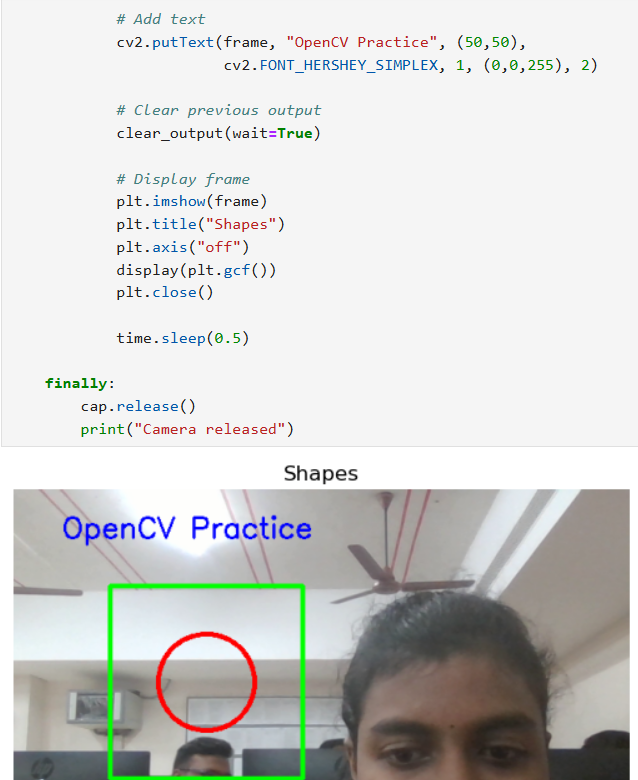 # Add text
cv2.putText(frame, "OpenCV Practice", (50,50),
cv2.FONT_HERSHEY_SIMPLEX, 1, (0,0,255), 2)
# Clear previous output
clear_output(wait=True)
# Display frame
plt.imshow(frame)
plt.title("Shapes")
plt.axis("off")
display(plt.gcf())
plt.close()
time.sleep(0.5)
finally:
cap.release()
print("Camera released")
Shapes
OpenCV Practice